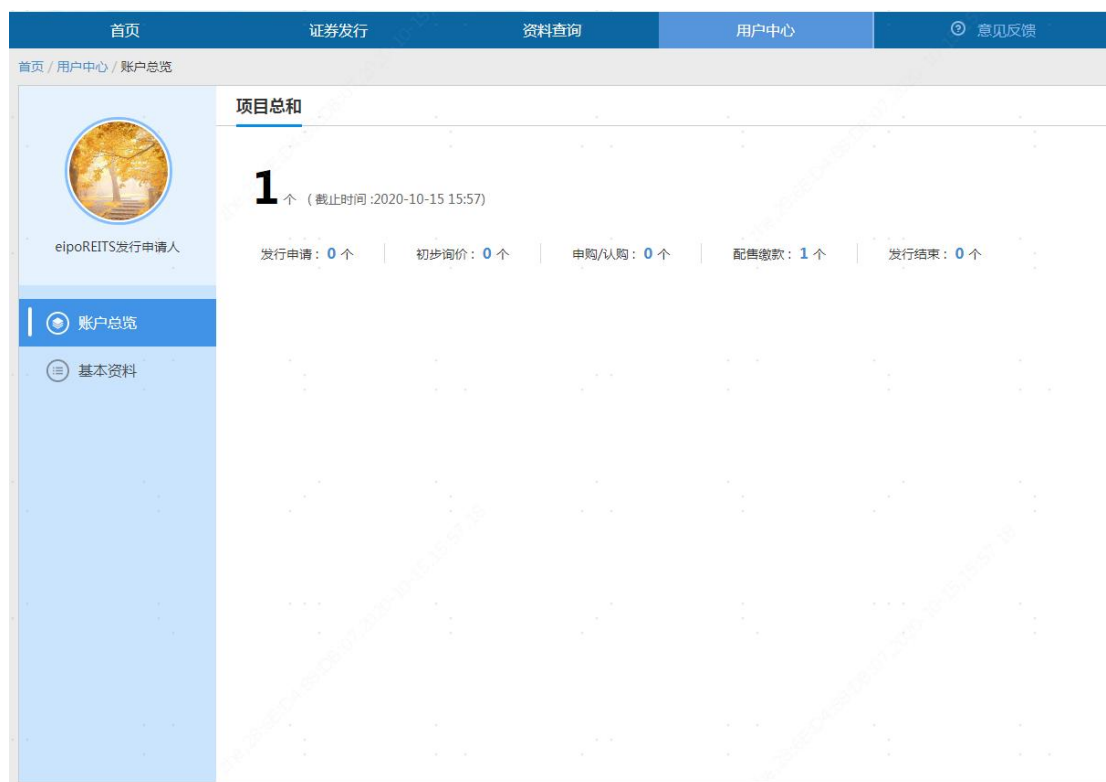 首页 证券发行 资料查询 用户中心 意见反馈
首页 / 用户中心 / 账户总览
项目总和
1 个 （截止时间 :2020-10-15 15:57)
eipoREITS发行申请人
发行申请：0 个 初步询价：0 个 申购/认购：0 个 配售缴款：1 个 发行结束：0 个
账户总览
基本资料